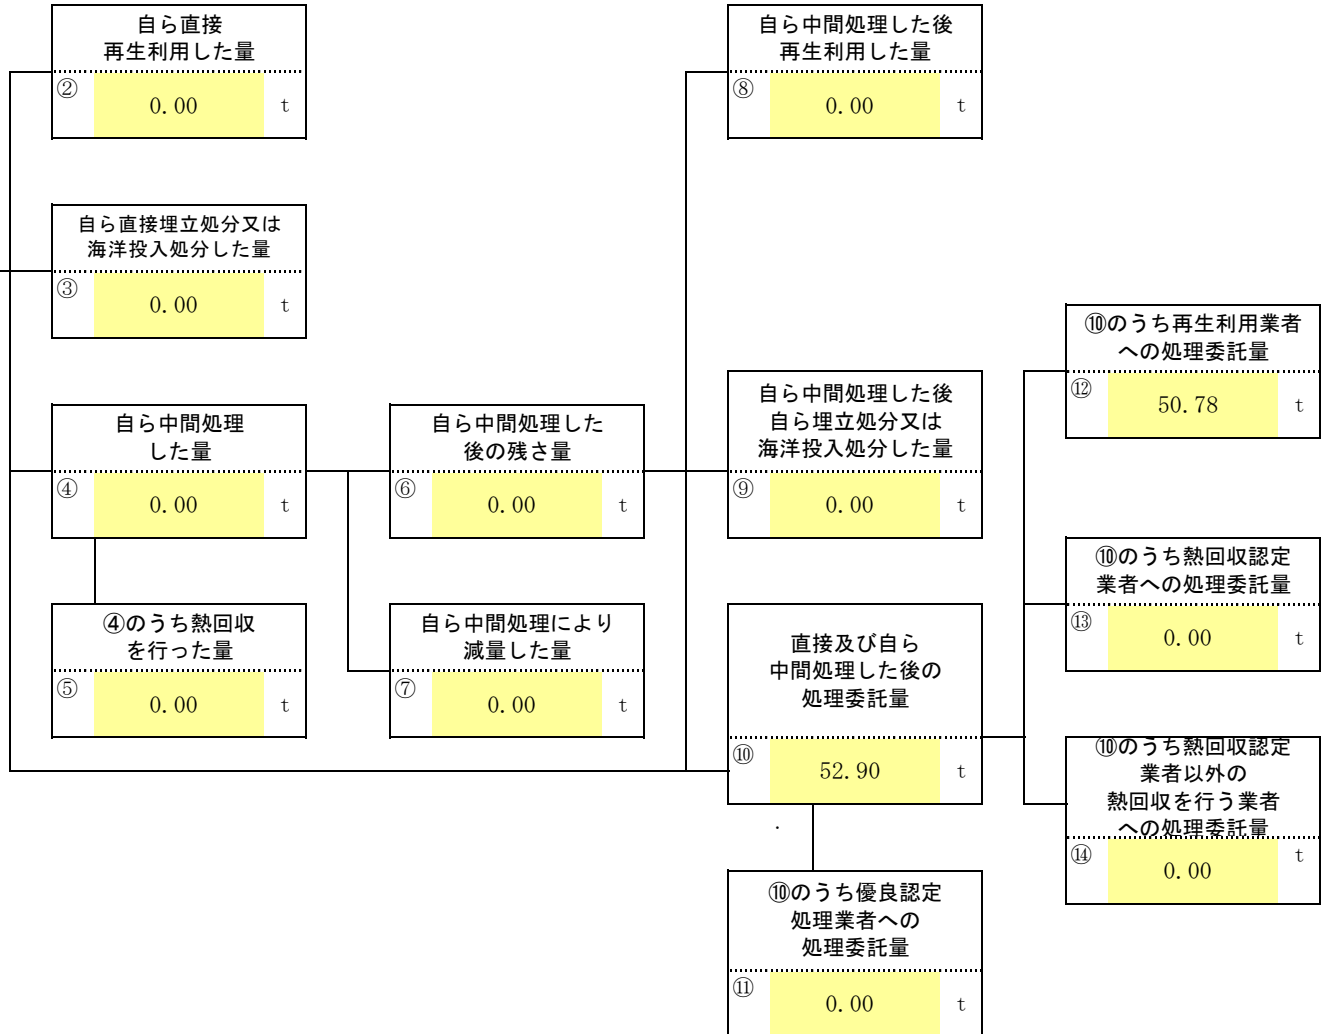 自ら直接
再生利用した量
② 0.00 t
自ら中間処理した後
再生利用した量
⑧ 0.00 t
自ら直接埋立処分又は
海洋投入処分した量
③ 0.00 t
⑩のうち再生利用業者
への処理委託量
⑫ 50.78 t
自ら中間処理
した量
④ 0.00 t
自ら中間処理した
後の残さ量
⑥ 0.00 t
自ら中間処理した後
自ら埋立処分又は
海洋投入処分した量
⑨ 0.00 t
⑩のうち熱回収認定
業者への処理委託量
⑬ 0.00 t
④のうち熱回収
を行った量
⑤ 0.00 t
自ら中間処理により
減量した量
⑦ 0.00 t
直接及び自ら
中間処理した後の
処理委託量
⑩ 52.90 t
⑩のうち熱回収認定
業者以外の
熱回収を行う業者
への処理委託量
⑭ 0.00 t
⑩のうち優良認定
処理業者への
処理委託量
⑪ 0.00 t